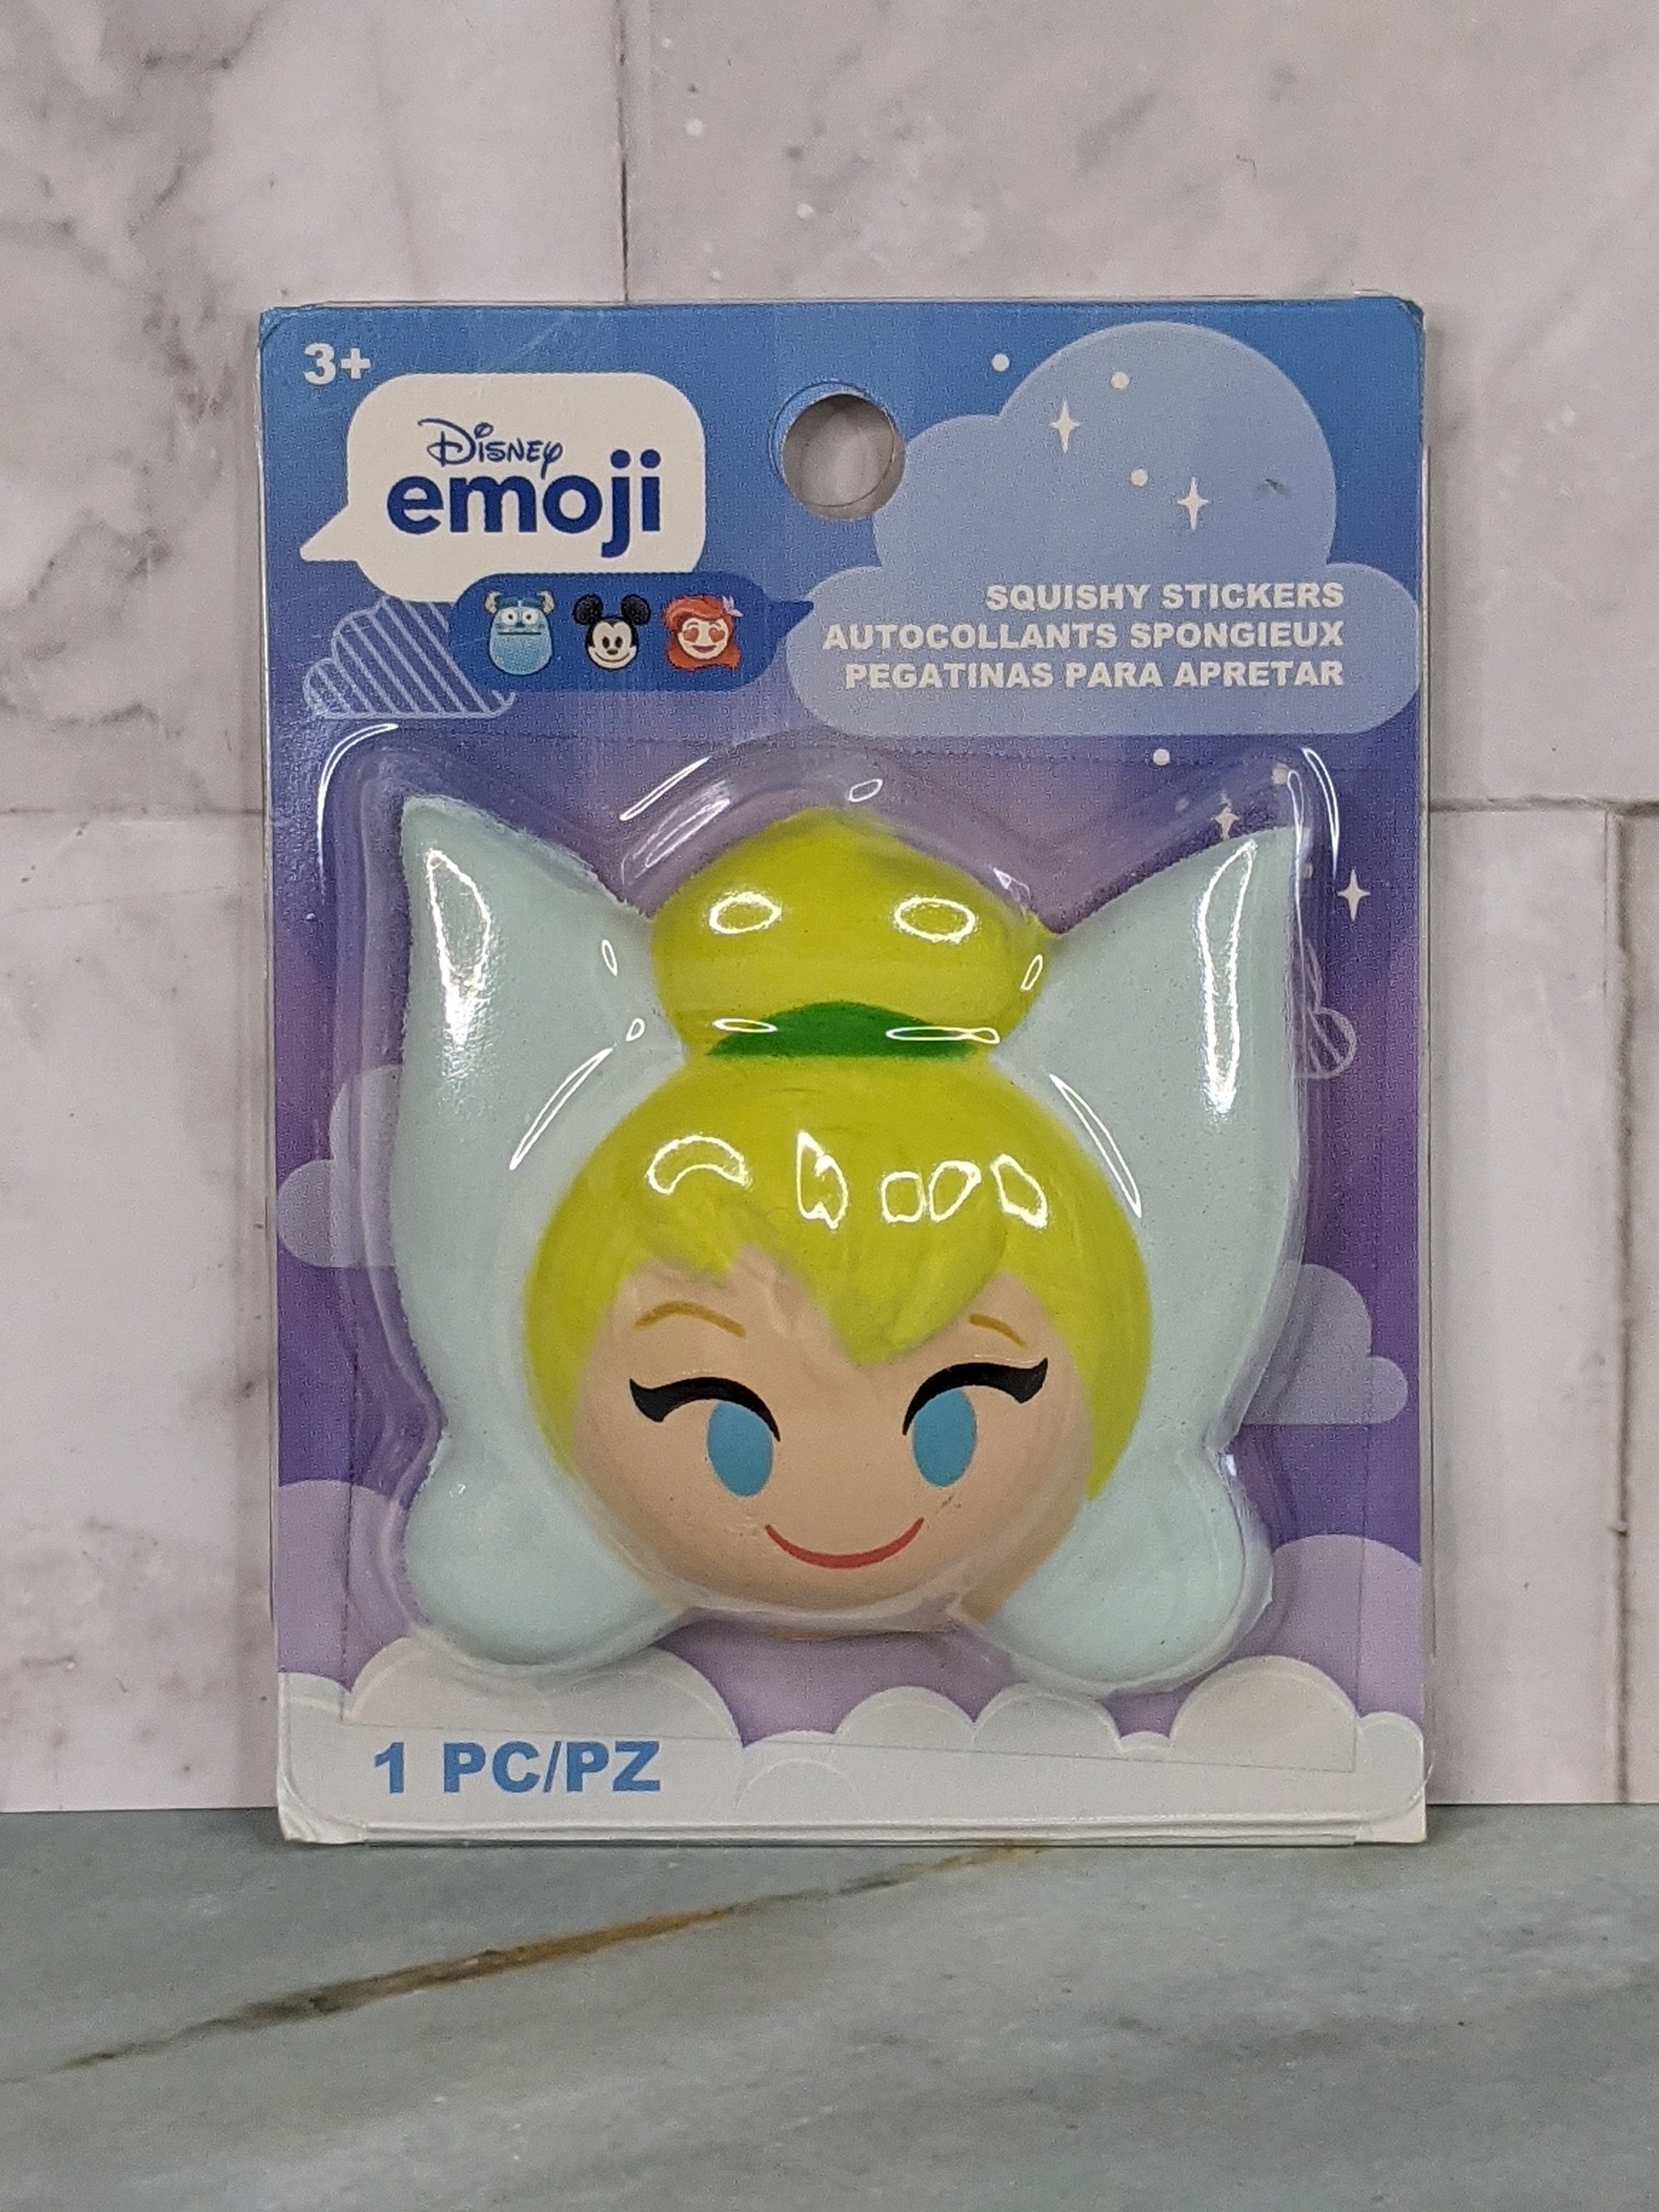 3+
Disney
emoji
SQUISHY STICKERS
AUTOCOLLANTS SPONGIEUX
PEGATINAS PARA APRETAR
1 PC/PZ